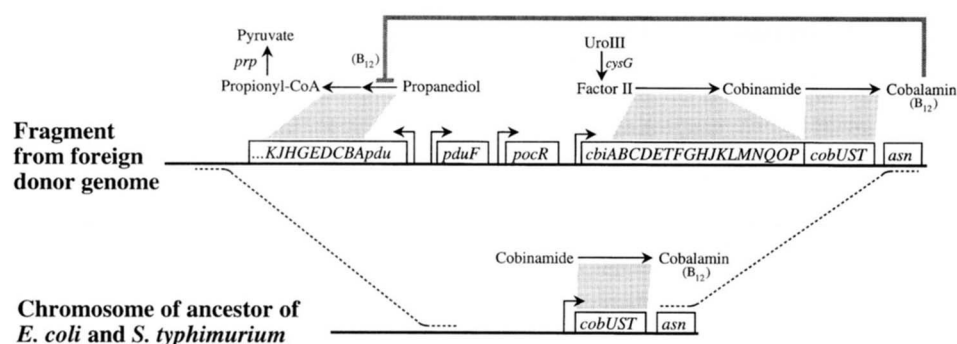 Pyruvate
prp
(B12)
Propionyl-CoA
Propanediol
UroIII
cysG
Factor II
Cobinamide
Cobalamin
(B12)
Fragment
from foreign
donor genome
...KJHGEDCBApdu
pduF
pocR
cbiABCDETFGHJKLMNQOP
cobUST
asn
Cobinamide
Cobalamin
(B12)
Chromosome of ancestor of
E. coli and S. typhimurium
cobUST
asn